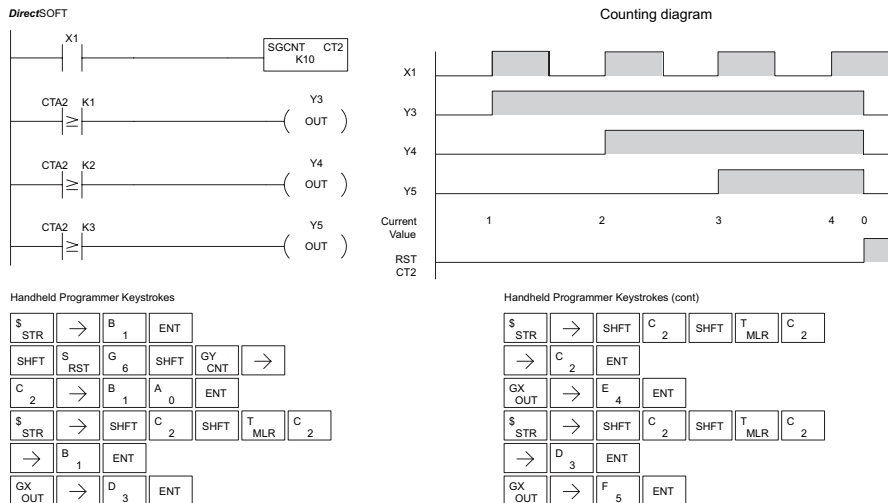 DirectSOFT
X1
SGCNT CT2
K10
CTA2 K1
≥
Y3
OUT
CTA2 K2
≥
Y4
OUT
CTA2 K3
≥
Y5
OUT
Counting diagram
X1
Y3
Y4
Y5
Current
Value
1 2 3 4 0
RST
CT2
Handheld Programmer Keystrokes
$ STR → B 1 ENT
SHFT S RST G 6 SHFT GY CNT →
C 2 → B 1 A 0 ENT
$ STR → SHFT C 2 SHFT T MLR C 2
→ B 1 ENT
GX OUT → D 3 ENT
Handheld Programmer Keystrokes (cont)
$ STR → SHFT C 2 SHFT T MLR C 2
→ C 2 ENT
GX OUT → E 4 ENT
$ STR → SHFT C 2 SHFT T MLR C 2
→ D 3 ENT
GX OUT → F 5 ENT